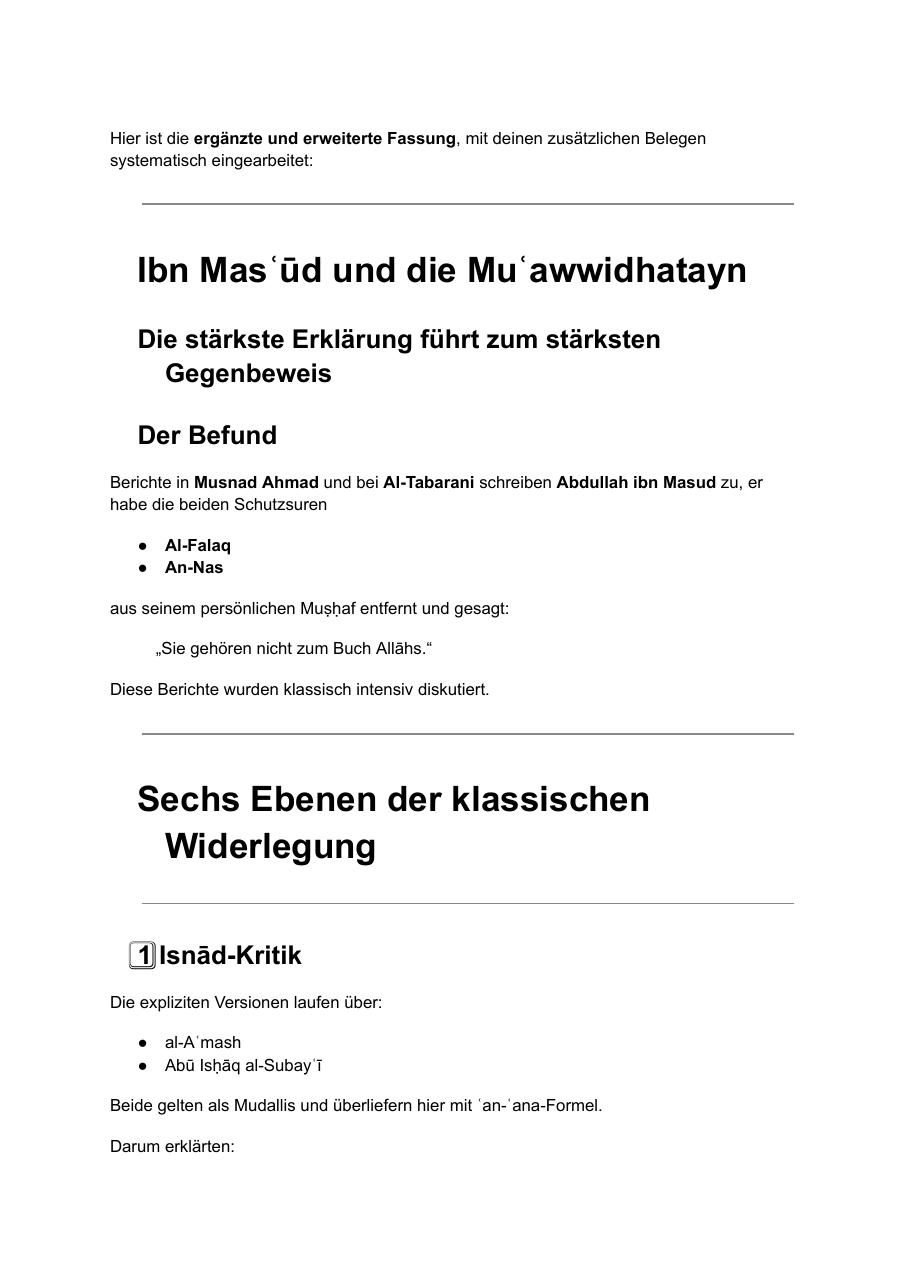 Hier ist die ergänzte und erweiterte Fassung, mit deinen zusätzlichen Belegen
systematisch eingearbeitet:
Ibn Masʿūd und die Muʿawwidhatayn
Die stärkste Erklärung führt zum stärksten
Gegenbeweis
Der Befund
Berichte in Musnad Ahmad und bei Al-Tabarani schreiben Abdullah ibn Masud zu, er
habe die beiden Schutzsuren
● Al-Falaq
● An-Nas
aus seinem persönlichen Muṣḥaf entfernt und gesagt:
„Sie gehören nicht zum Buch Allāhs.“
Diese Berichte wurden klassisch intensiv diskutiert.
Sechs Ebenen der klassischen
Widerlegung
1 Isnād-Kritik
Die expliziten Versionen laufen über:
● al-Aʿmash
● Abū Isḥāq al-Subayʿī
Beide gelten als Mudallis und überliefern hier mit ʿan-ʿana-Formel.
Darum erklärten: